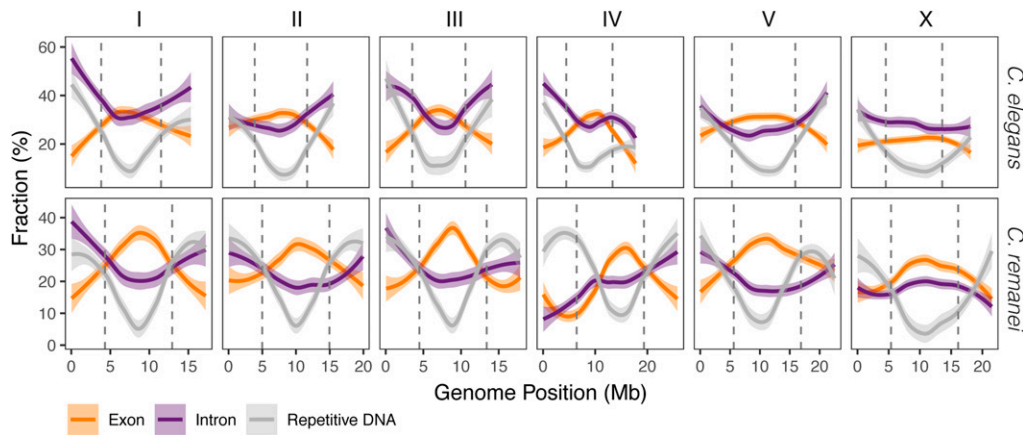 I II III IV V X
Fraction (%)
60
40
20
C. elegans
40
30
20
10
0
C. remanei
0 5 10 15 0 5 10 15 20 0 5 10 15 0 5 10 15 20 25 0 5 10 15 20 0 5 10 15 20
Genome Position (Mb)
Exon Intron Repetitive DNA